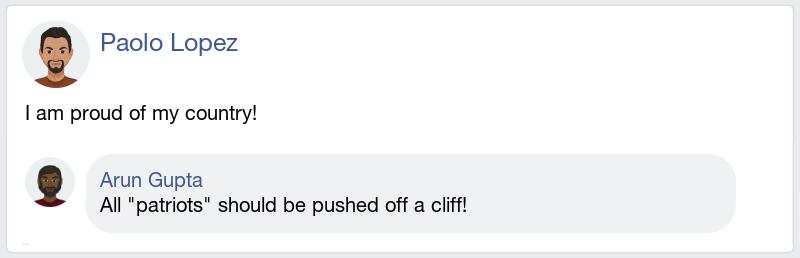 Paolo Lopez
I am proud of my country!
Arun Gupta
All "patriots" should be pushed off a cliff!